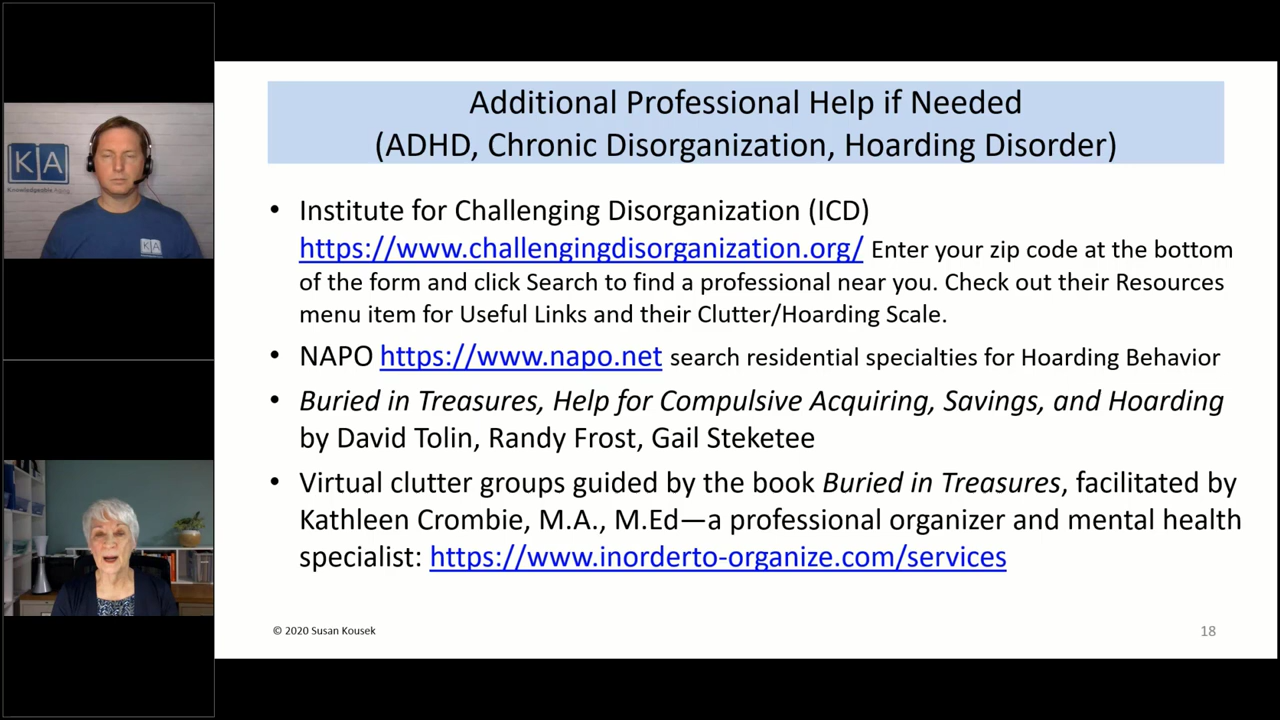 KA
Knowledgeable Aging
KA
Additional Professional Help if Needed
(ADHD, Chronic Disorganization, Hoarding Disorder)
• Institute for Challenging Disorganization (ICD)
https://www.challengingdisorganization.org/ Enter your zip code at the bottom
of the form and click Search to find a professional near you. Check out their Resources
menu item for Useful Links and their Clutter/Hoarding Scale.
• NAPO https://www.napo.net search residential specialties for Hoarding Behavior
• Buried in Treasures, Help for Compulsive Acquiring, Savings, and Hoarding
by David Tolin, Randy Frost, Gail Steketee
• Virtual clutter groups guided by the book Buried in Treasures, facilitated by
Kathleen Crombie, M.A., M.Ed—a professional organizer and mental health
specialist: https://www.inorderto-organize.com/services
© 2020 Susan Kousek
18